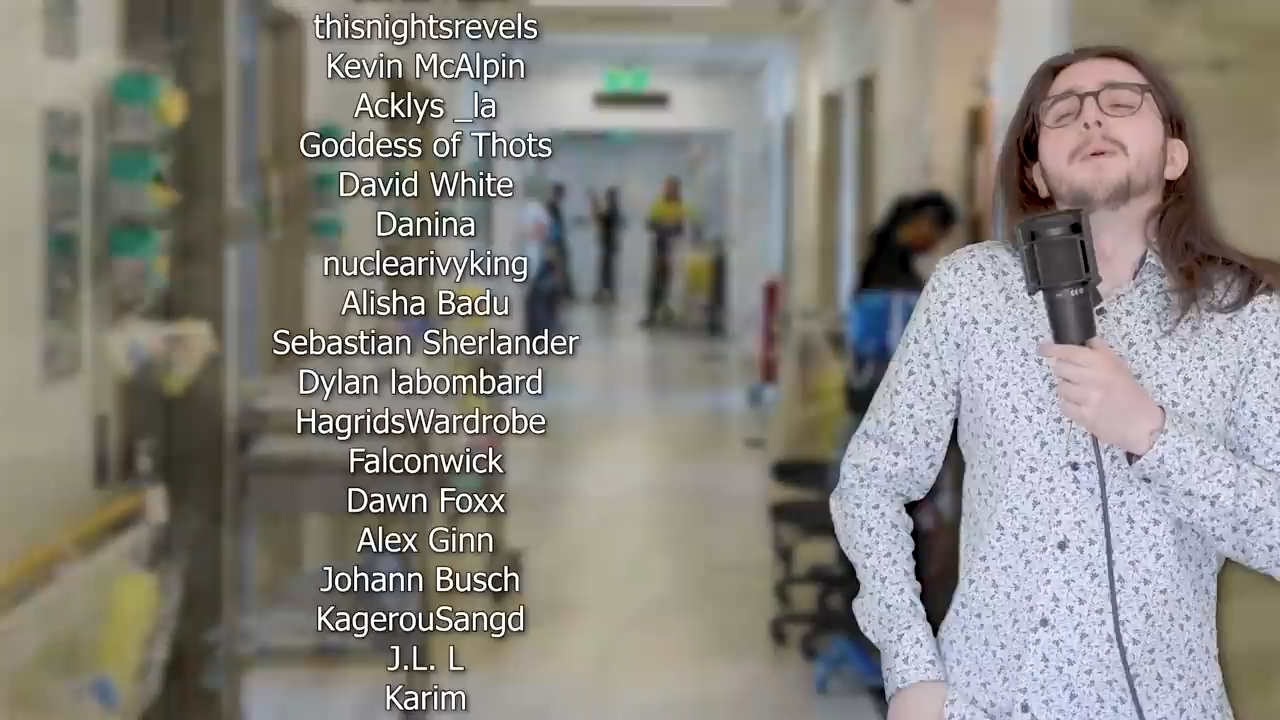 thisnightsrevels
Kevin McAlpin
Acklys _la
Goddess of Thots
David White
Danina
nuclearivyking
Alisha Badu
Sebastian Sherlander
Dylan labombard
HagridsWardrobe
Falconwick
Dawn Foxx
Alex Ginn
Johann Busch
KagerouSangd
J.L. L
Karim